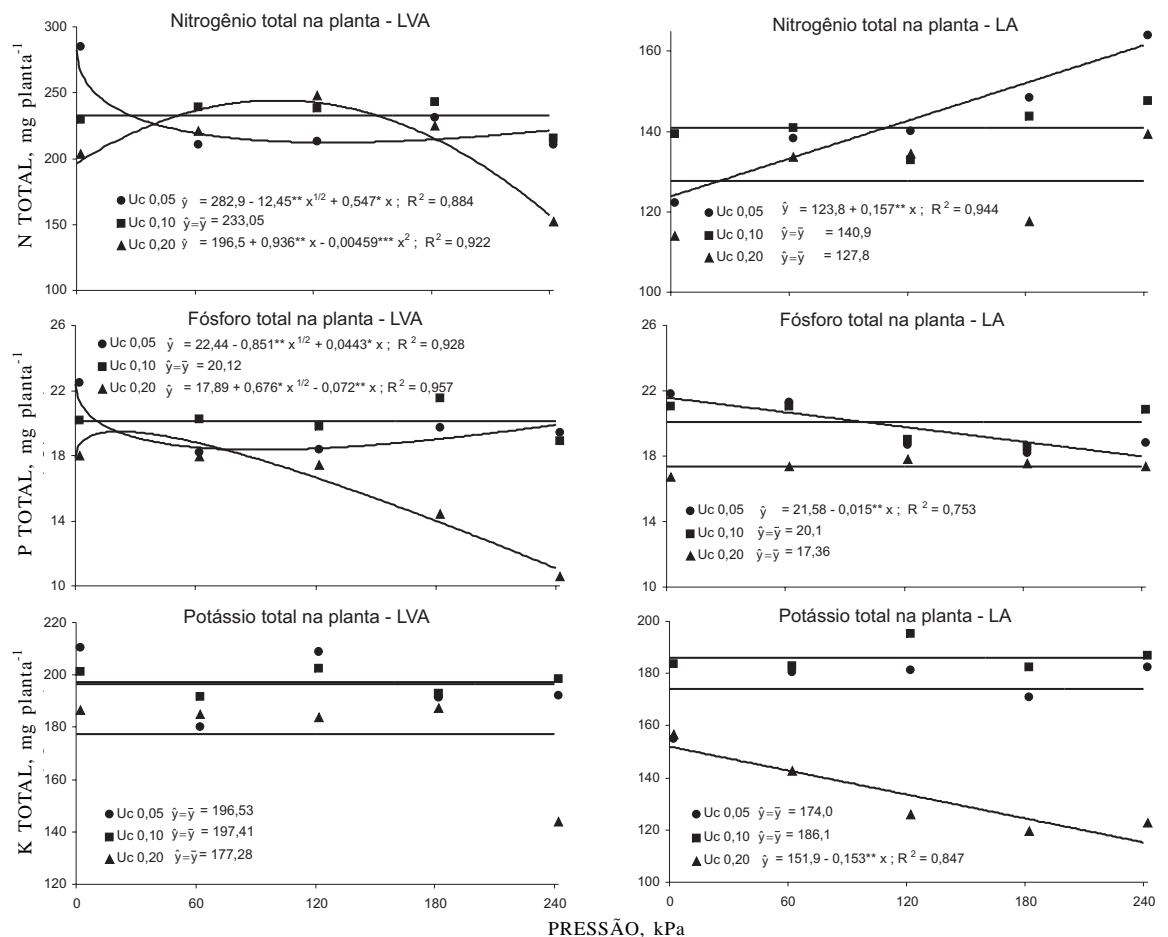 Nitrogênio total na planta - LVA
N TOTAL, mg planta⁻¹
300
250
200
150
100
Uc 0,05 ŷ = 282,9 - 12,45** x^1/2 + 0,547* x ; R² = 0,884
Uc 0,10 ŷ=ȳ = 233,05
Uc 0,20 ŷ = 196,5 + 0,936** x - 0,00459*** x² ; R² = 0,922
Nitrogênio total na planta - LA
160
140
120
100
Uc 0,05 ŷ = 123,8 + 0,157** x ; R² = 0,944
Uc 0,10 ŷ=ȳ = 140,9
Uc 0,20 ŷ=ȳ = 127,8
Fósforo total na planta - LVA
P TOTAL, mg planta⁻¹
26
22
18
14
10
Uc 0,05 ŷ = 22,44 - 0,851** x^1/2 + 0,0443* x ; R² = 0,928
Uc 0,10 ŷ=ȳ = 20,12
Uc 0,20 ŷ = 17,89 + 0,676* x^1/2 - 0,072** x ; R² = 0,957
Fósforo total na planta - LA
26
22
18
14
10
Uc 0,05 ŷ = 21,58 - 0,015** x ; R² = 0,753
Uc 0,10 ŷ=ȳ = 20,1
Uc 0,20 ŷ=ȳ = 17,36
Potássio total na planta - LVA
K TOTAL, mg planta⁻¹
220
200
180
160
140
120
Uc 0,05 ŷ=ȳ = 196,53
Uc 0,10 ŷ=ȳ = 197,41
Uc 0,20 ŷ=ȳ = 177,28
0 60 120 180 240
Potássio total na planta - LA
200
180
160
140
120
100
Uc 0,05 ŷ=ȳ = 174,0
Uc 0,10 ŷ=ȳ = 186,1
Uc 0,20 ŷ = 151,9 - 0,153** x ; R² = 0,847
0 60 120 180 240
PRESSÃO, kPa